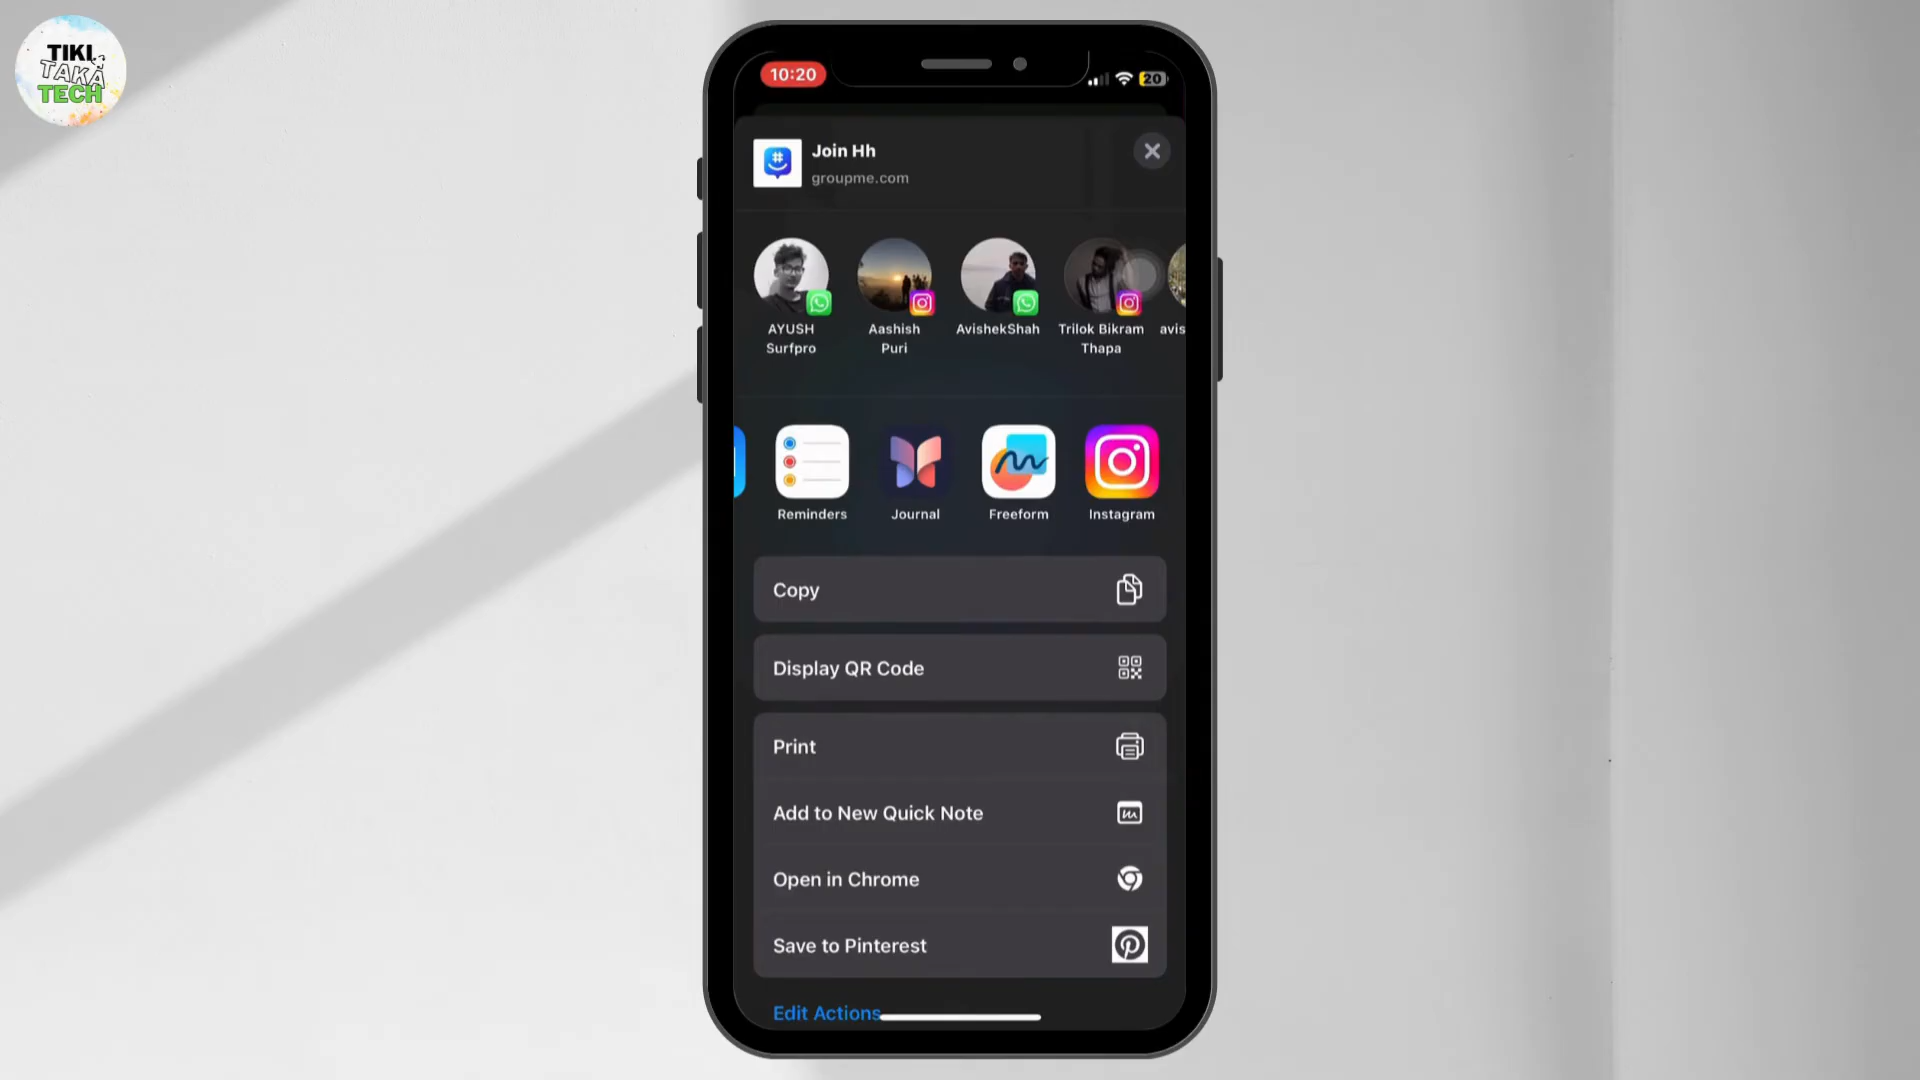 TIKI
TAKA
TECH
10:20
20
Join Hh
groupme.com
AYUSH
Surfpro
Aashish
Puri
AvishekShah
Trilok Bikram
Thapa
avis
Reminders
Journal
Freeform
Instagram
Copy
Display QR Code
Print
Add to New Quick Note
Open in Chrome
Save to Pinterest
Edit Actions